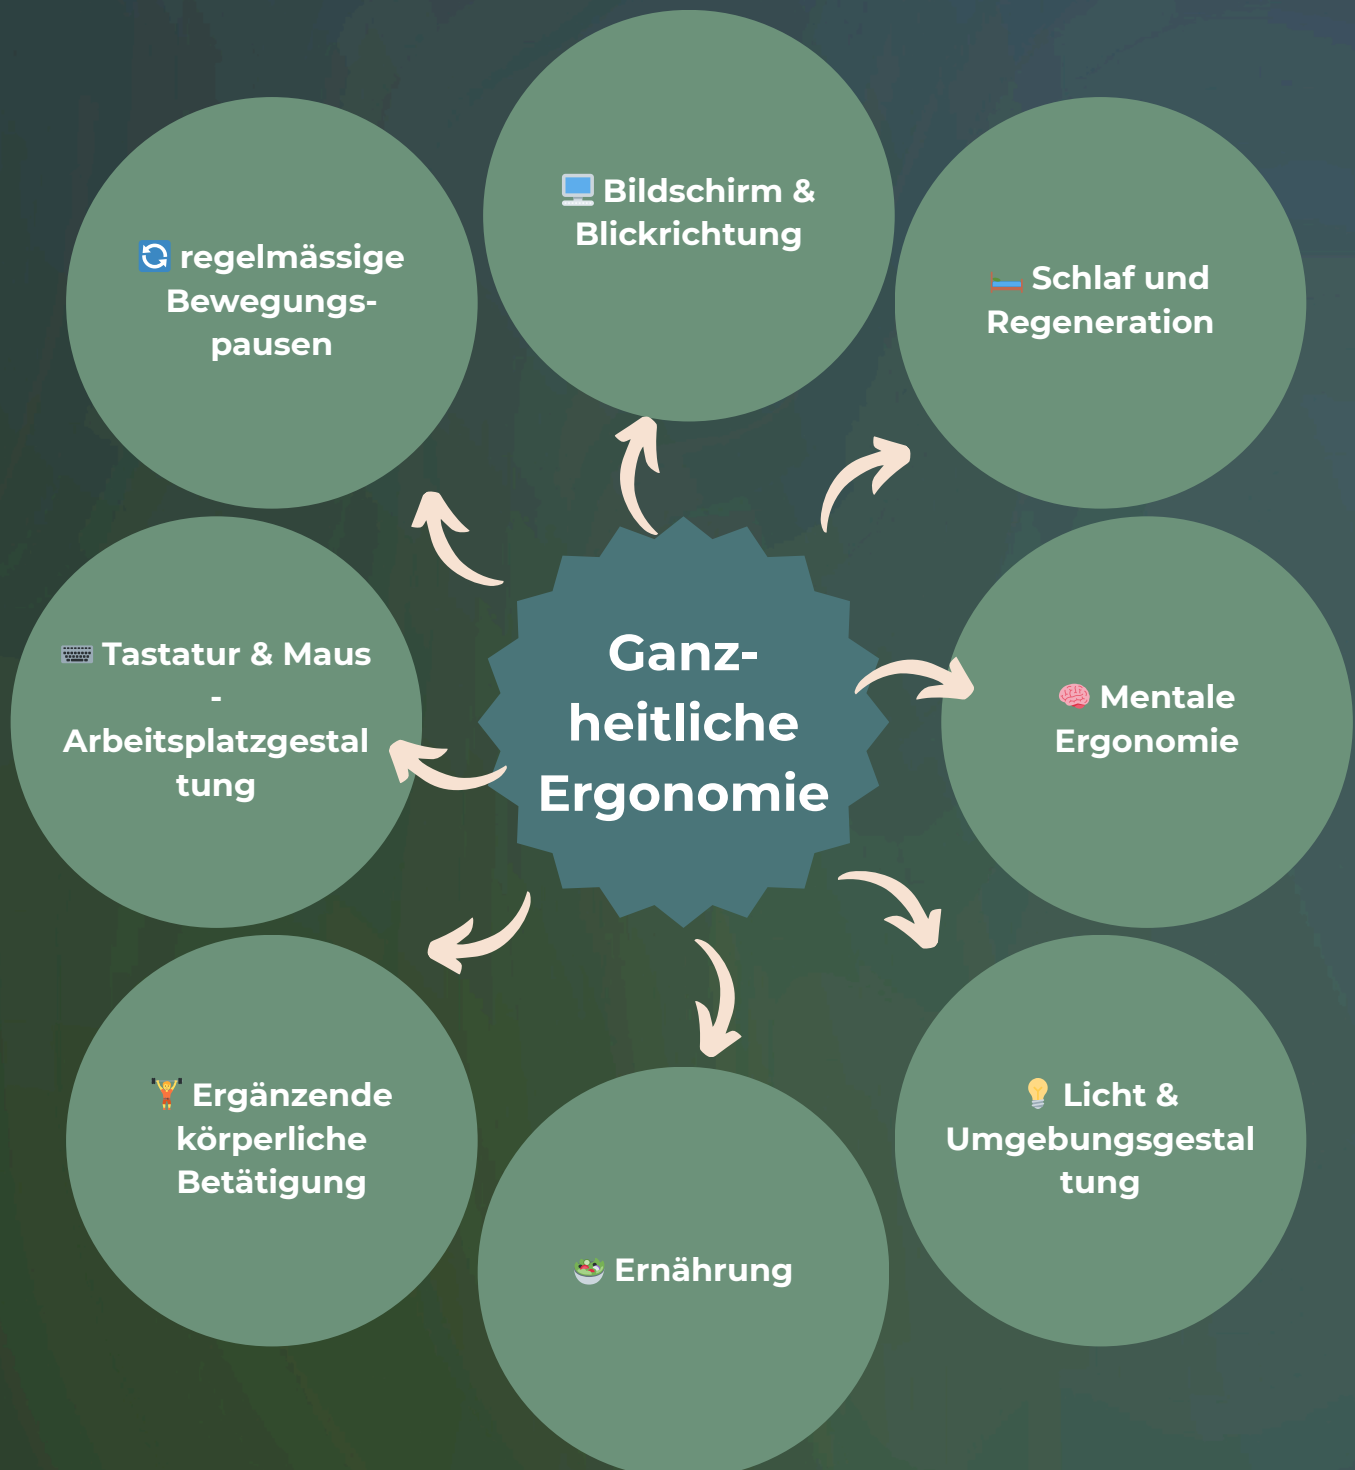 Bildschirm &
Blickrichtung
regelmässige
Bewegungs-
pausen
Schlaf und
Regeneration
Tastatur & Maus
-
Arbeitsplatzgestal
tung
Ganz-
heitliche
Ergonomie
Mentale
Ergonomie
Ergänzende
körperliche
Betätigung
Licht &
Umgebungsgestal
tung
Ernährung